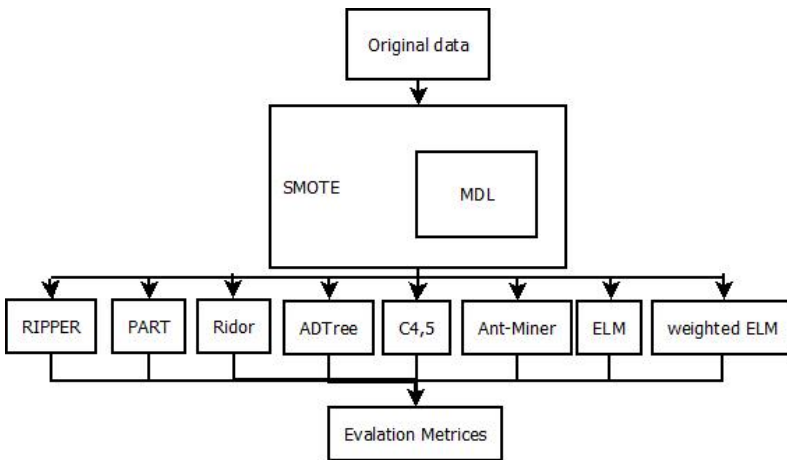 Original data
SMOTE
MDL
RIPPER
PART
Ridor
ADTree
C4,5
Ant-Miner
ELM
weighted ELM
Evalation Metrices